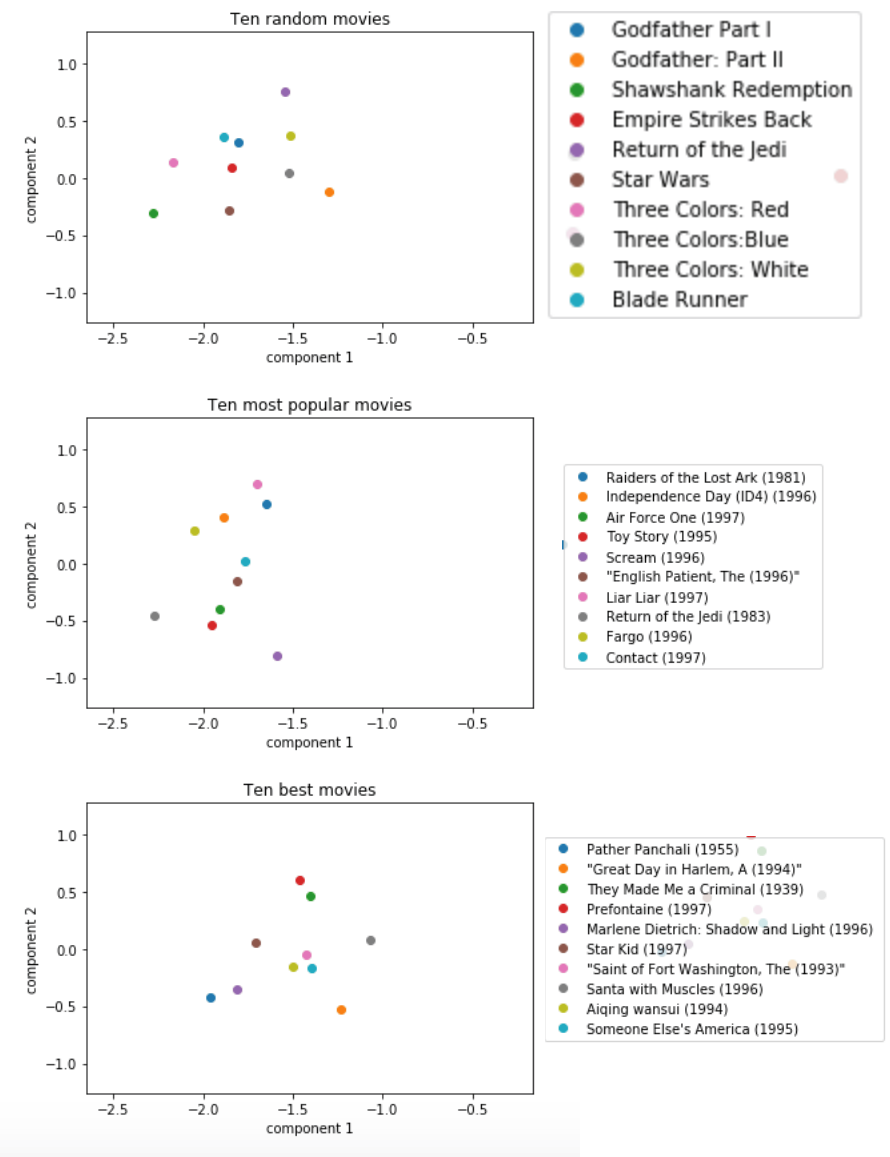 Ten random movies
1.0
0.5
0.0
−0.5
−1.0
component 2
−2.5 −2.0 −1.5 −1.0 −0.5
component 1
Godfather Part I
Godfather: Part II
Shawshank Redemption
Empire Strikes Back
Return of the Jedi
Star Wars
Three Colors: Red
Three Colors:Blue
Three Colors: White
Blade Runner
Ten most popular movies
1.0
0.5
0.0
−0.5
−1.0
component 2
−2.5 −2.0 −1.5 −1.0 −0.5
component 1
Raiders of the Lost Ark (1981)
Independence Day (ID4) (1996)
Air Force One (1997)
Toy Story (1995)
Scream (1996)
"English Patient, The (1996)"
Liar Liar (1997)
Return of the Jedi (1983)
Fargo (1996)
Contact (1997)
Ten best movies
1.0
0.5
0.0
−0.5
−1.0
component 2
−2.5 −2.0 −1.5 −1.0 −0.5
component 1
Pather Panchali (1955)
"Great Day in Harlem, A (1994)"
They Made Me a Criminal (1939)
Prefontaine (1997)
Marlene Dietrich: Shadow and Light (1996)
Star Kid (1997)
"Saint of Fort Washington, The (1993)"
Santa with Muscles (1996)
Aiqing wansui (1994)
Someone Else's America (1995)